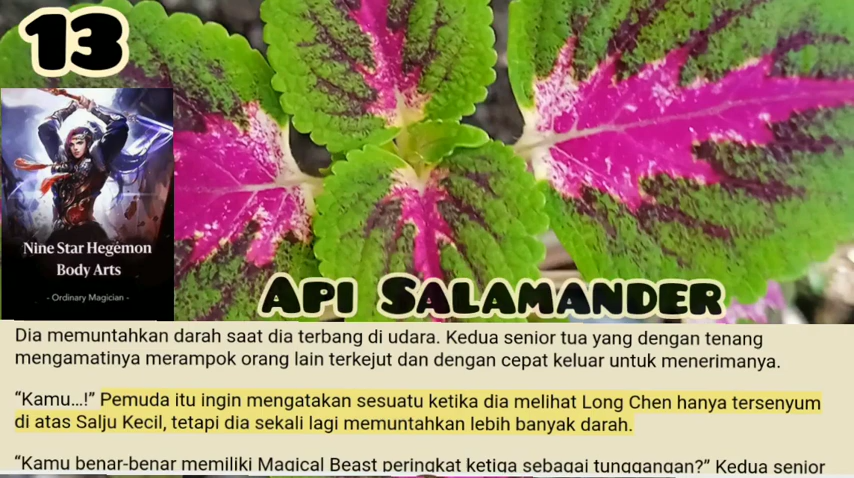 13
Nine Star Hegemon
Body Arts
- Ordinary Magician -
Api Salamander
Dia memuntahkan darah saat dia terbang di udara. Kedua senior tua yang dengan tenang
mengamatinya merampok orang lain terkejut dan dengan cepat keluar untuk menerimanya.
“Kamu...!” Pemuda itu ingin mengatakan sesuatu ketika dia melihat Long Chen hanya tersenyum
di atas Salju Kecil, tetapi dia sekali lagi memuntahkan lebih banyak darah.
“Kamu benar-benar memiliki Magical Beast peringkat ketiga sebagai tunggangan?” Kedua senior